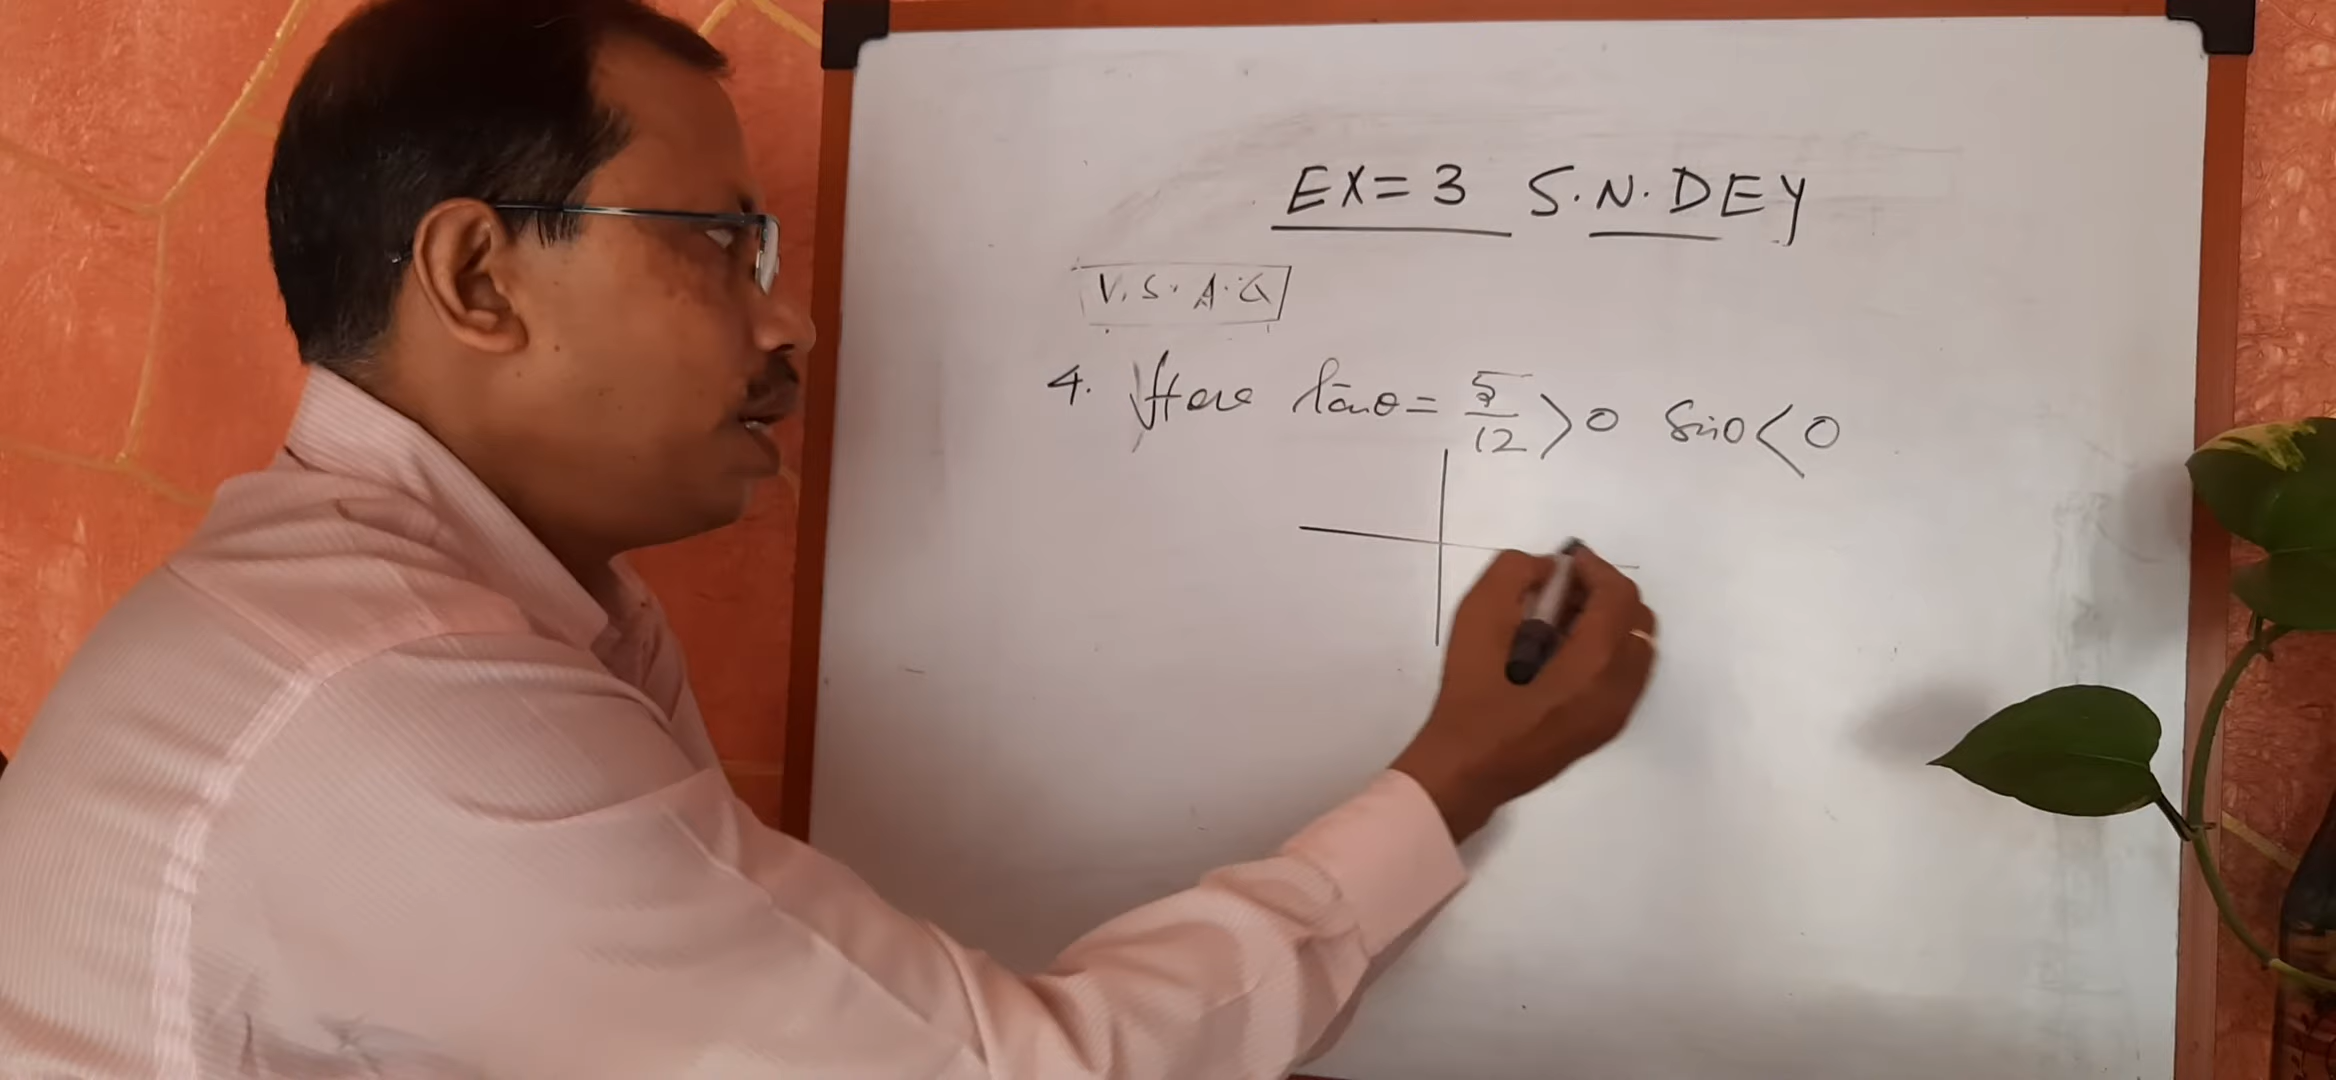 EX = 3 S.N.DEY
V.S.A.Q
4. Here tanθ = 5/12 > 0 Sinθ < 0